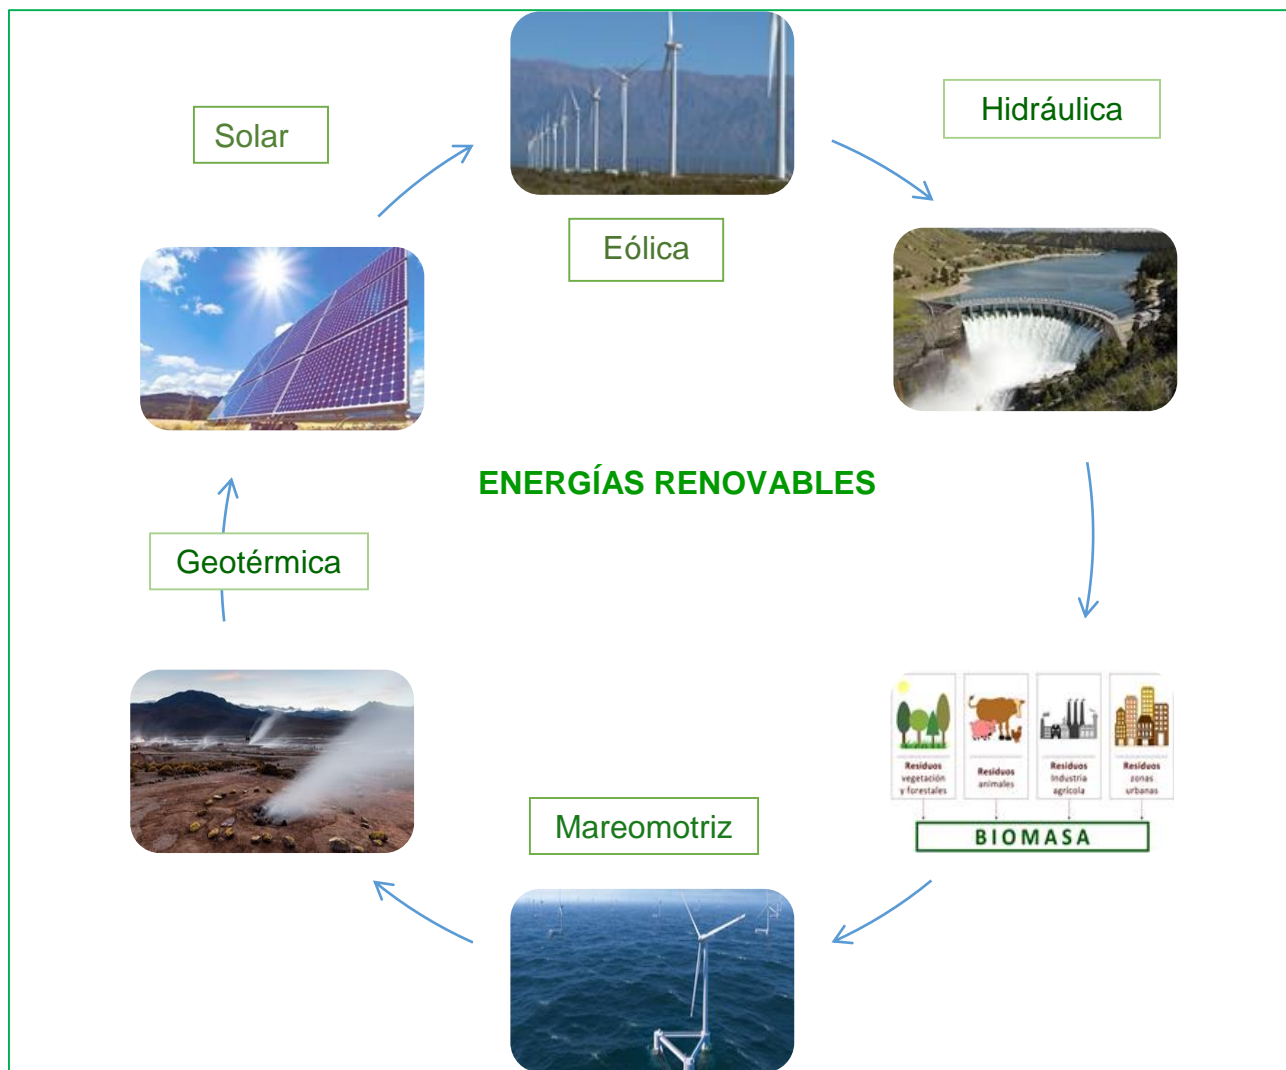 Solar
Eólica
Hidráulica
ENERGÍAS RENOVABLES
Geotérmica
Mareomotriz
Residuos
vegetación
y forestales
Residuos
animales
Residuos
Industria
agrícola
Residuos
zonas
urbanas
BIOMASA